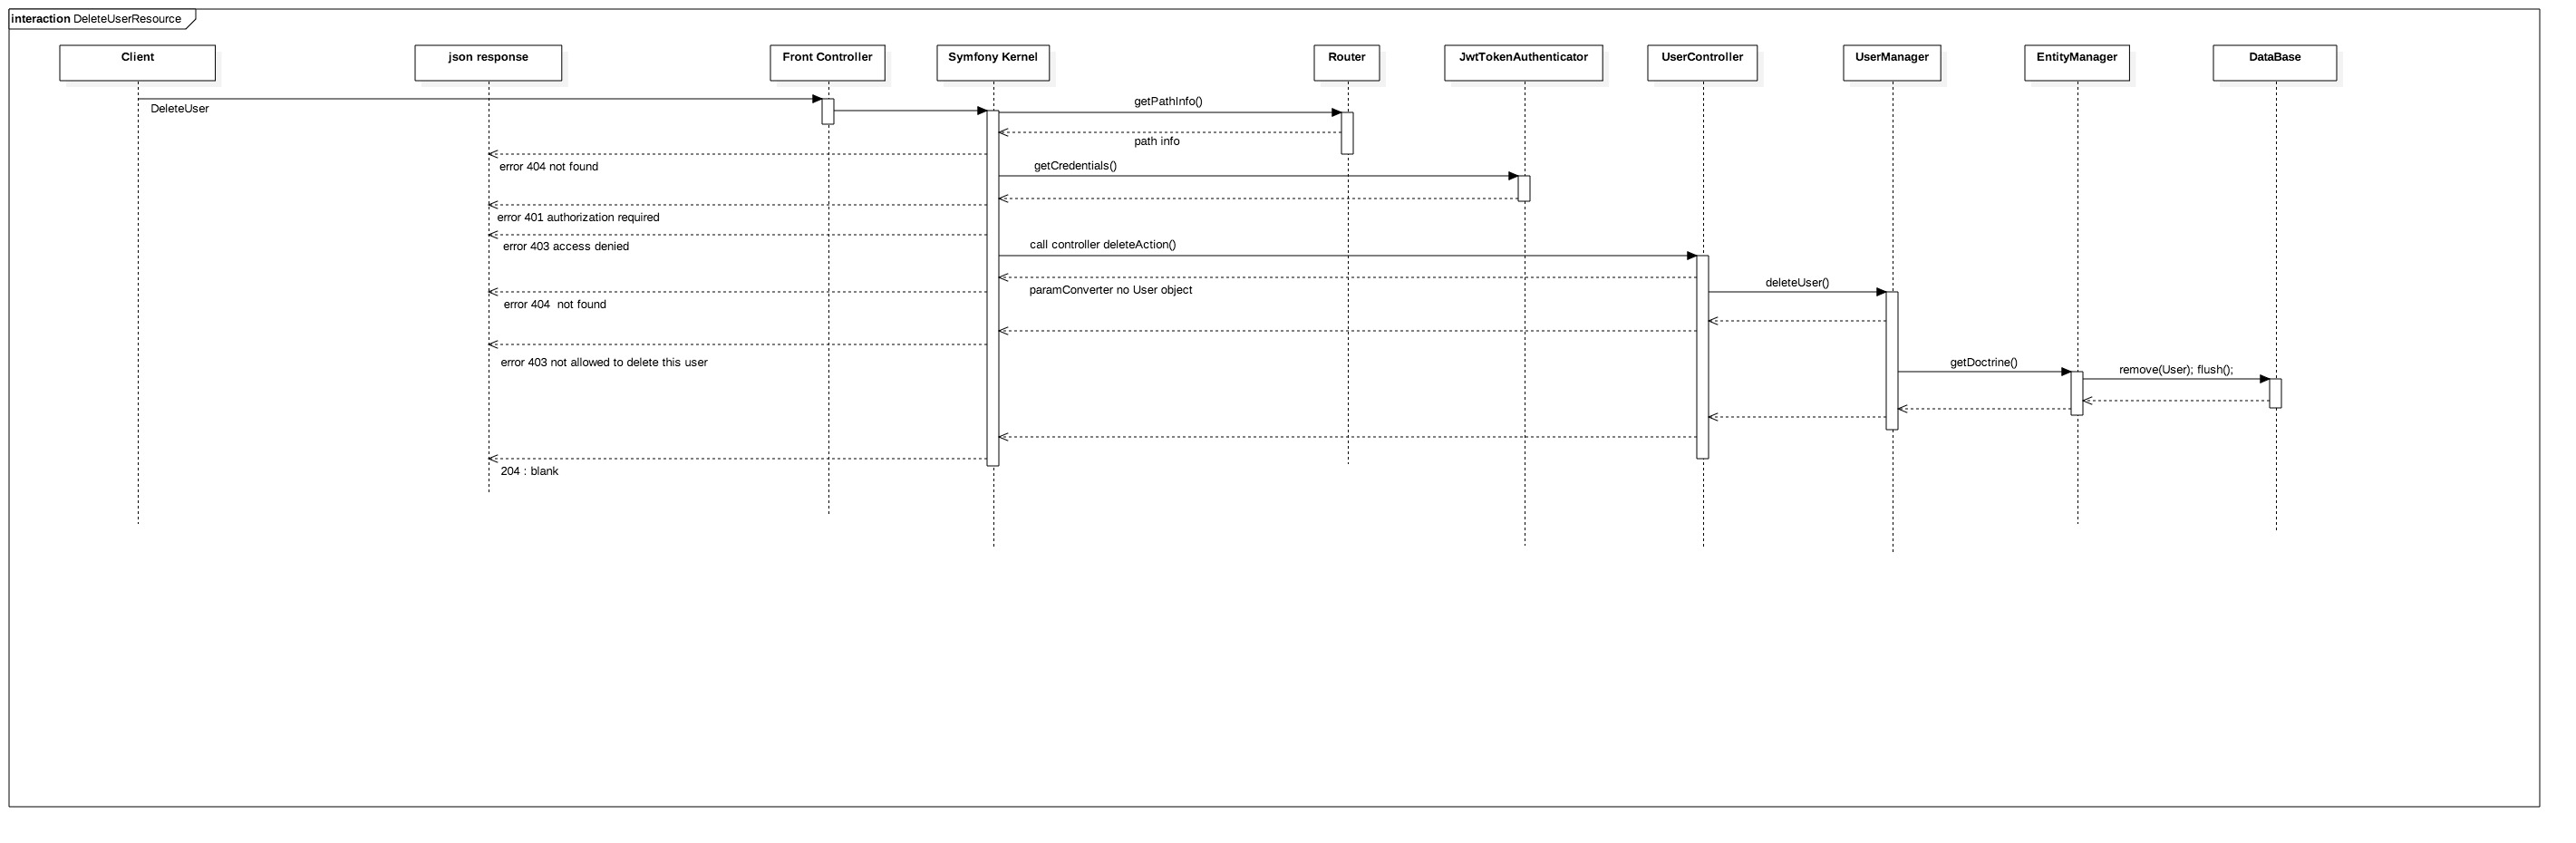 interaction DeleteUserResource
Client
json response
Front Controller
Symfony Kernel
Router
JwtTokenAuthenticator
UserController
UserManager
EntityManager
DataBase
DeleteUser
getPathInfo()
path info
error 404 not found
getCredentials()
error 401 authorization required
error 403 access denied
call controller deleteAction()
paramConverter no User object
deleteUser()
error 404  not found
error 403 not allowed to delete this user
getDoctrine()
remove(User); flush();
204 : blank